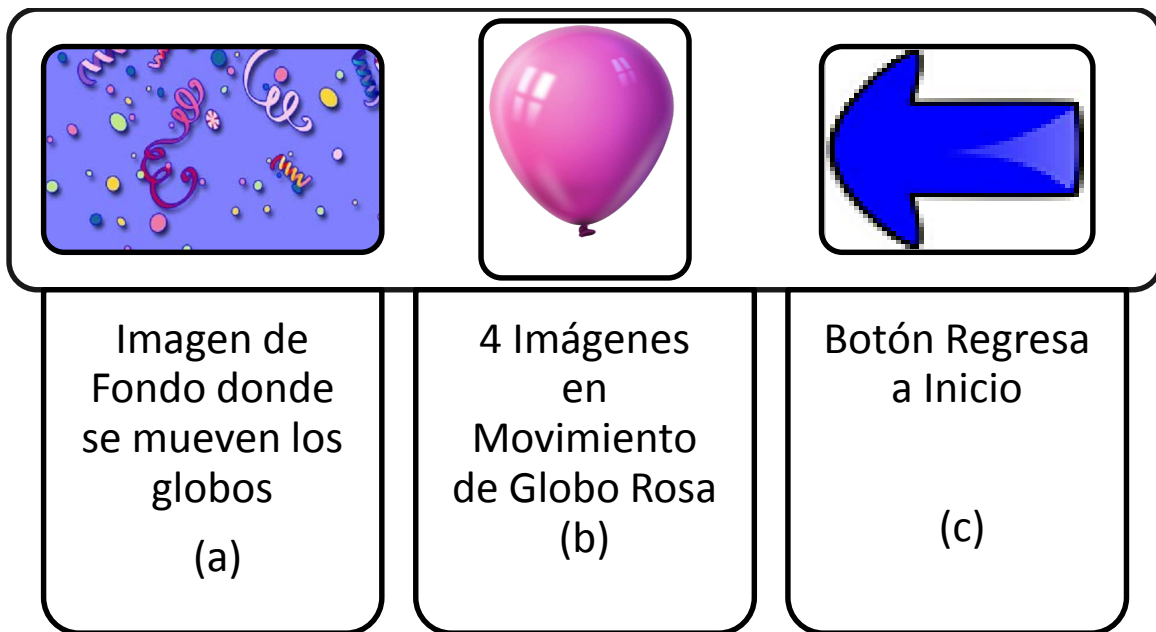 Imagen de
Fondo donde
se mueven los
globos
(a)
4 Imágenes
en
Movimiento
de Globo Rosa
(b)
Botón Regresa
a Inicio
(c)